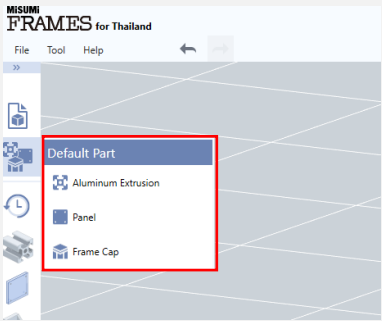 MiSUMi
FRAMES for Thailand
File Tool Help
»
Default Part
Aluminum Extrusion
Panel
Frame Cap